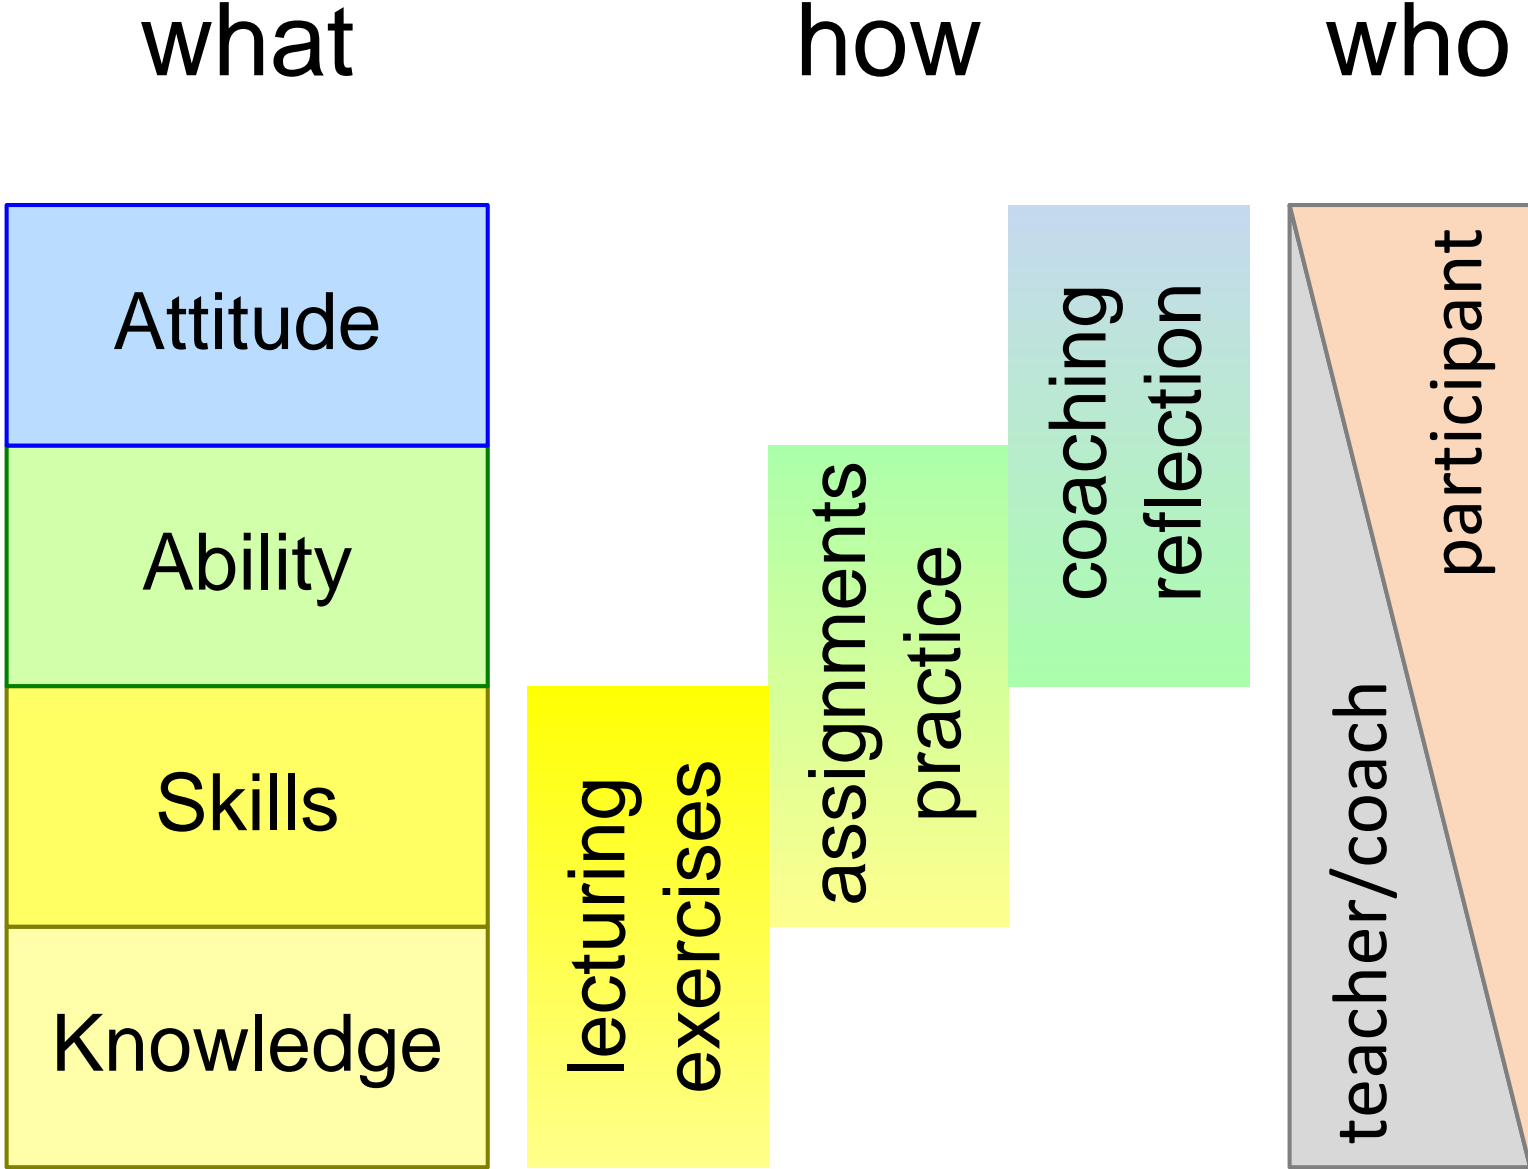 what
how
who
Attitude
Ability
Skills
Knowledge
lecturing
exercises
assignments
practice
coaching
reflection
teacher/coach
participant